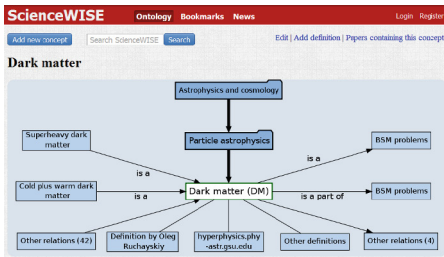 ScienceWISE Ontology Bookmarks News Login Register
Add new concept Search ScienceWISE Search Edit | Add definition | Papers containing this concept
Dark matter
Astrophysics and cosmology
Particle astrophysics
Superheavy dark
matter
is a
is a
BSM problems
Cold plus warm dark
matter
is a
Dark matter (DM)
is a part of
BSM problems
Other relations (42)
Definition by Oleg
Ruchayskiy
hyperphysics.phy
-astr.gsu.edu
Other definitions
Other relations (4)